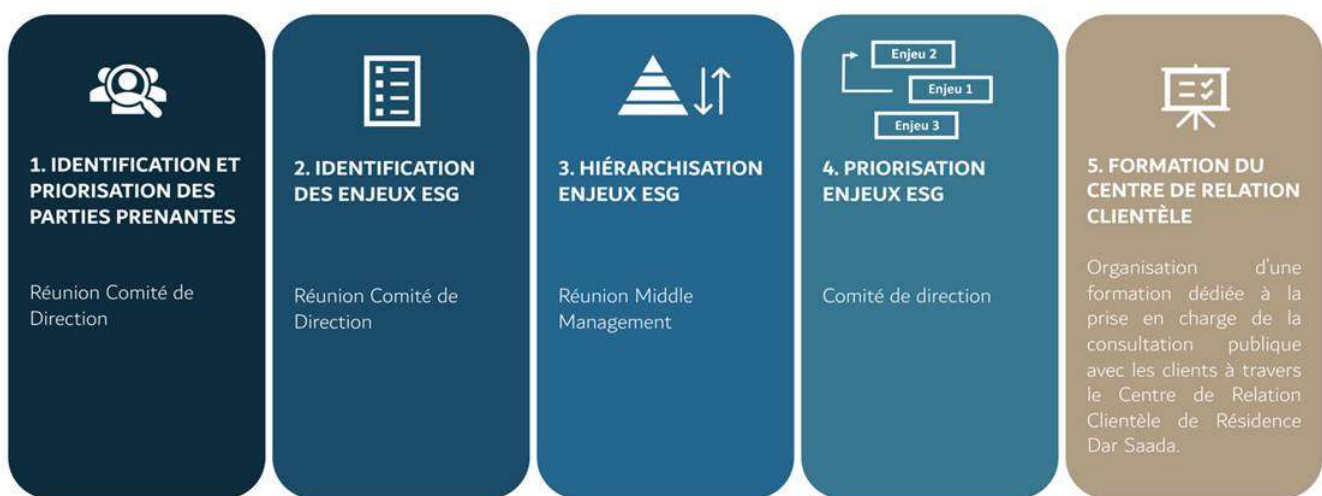 1. IDENTIFICATION ET
PRIORISATION DES
PARTIES PRENANTES
Réunion Comité de
Direction
2. IDENTIFICATION
DES ENJEUX ESG
Réunion Comité de
Direction
3. HIÉRARCHISATION
ENJEUX ESG
Réunion Middle
Management
Enjeu 2
Enjeu 1
Enjeu 3
4. PRIORISATION
ENJEUX ESG
Comité de direction
5. FORMATION DU
CENTRE DE RELATION
CLIENTÈLE
Organisation d'une
formation dédiée à la
prise en charge de la
consultation publique
avec les clients à travers
le Centre de Relation
Clientèle de Résidence
Dar Saada.